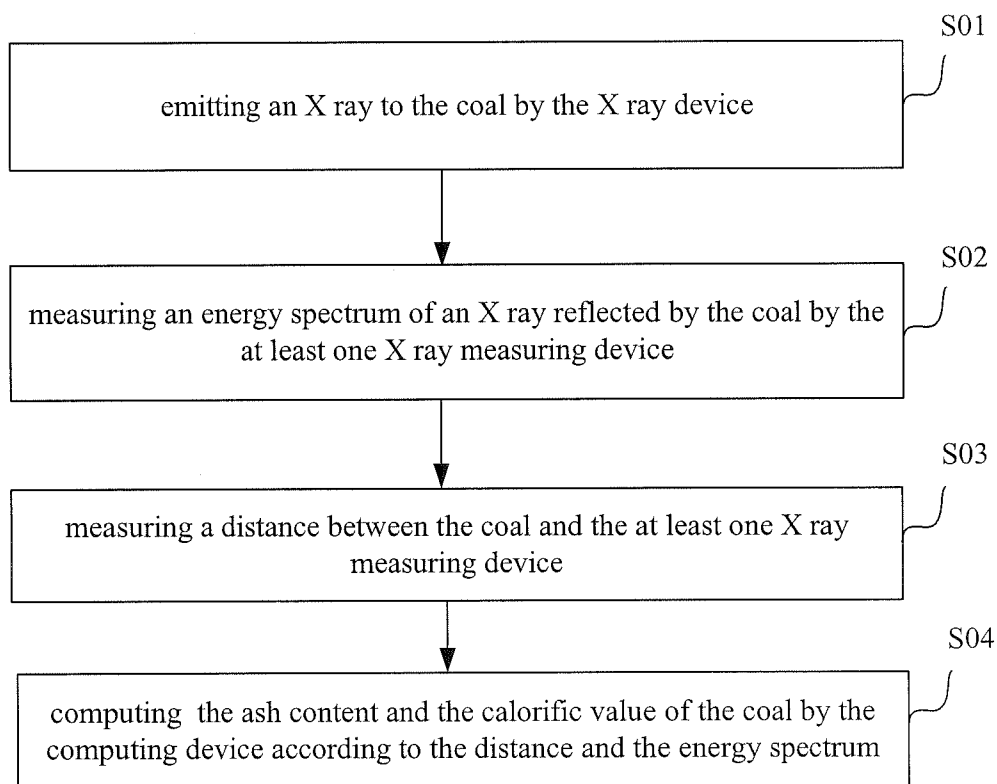 S01
emitting an X ray to the coal by the X ray device
S02
measuring an energy spectrum of an X ray reflected by the coal by the
at least one X ray measuring device
S03
measuring a distance between the coal and the at least one X ray
measuring device
S04
computing the ash content and the calorific value of the coal by the
computing device according to the distance and the energy spectrum